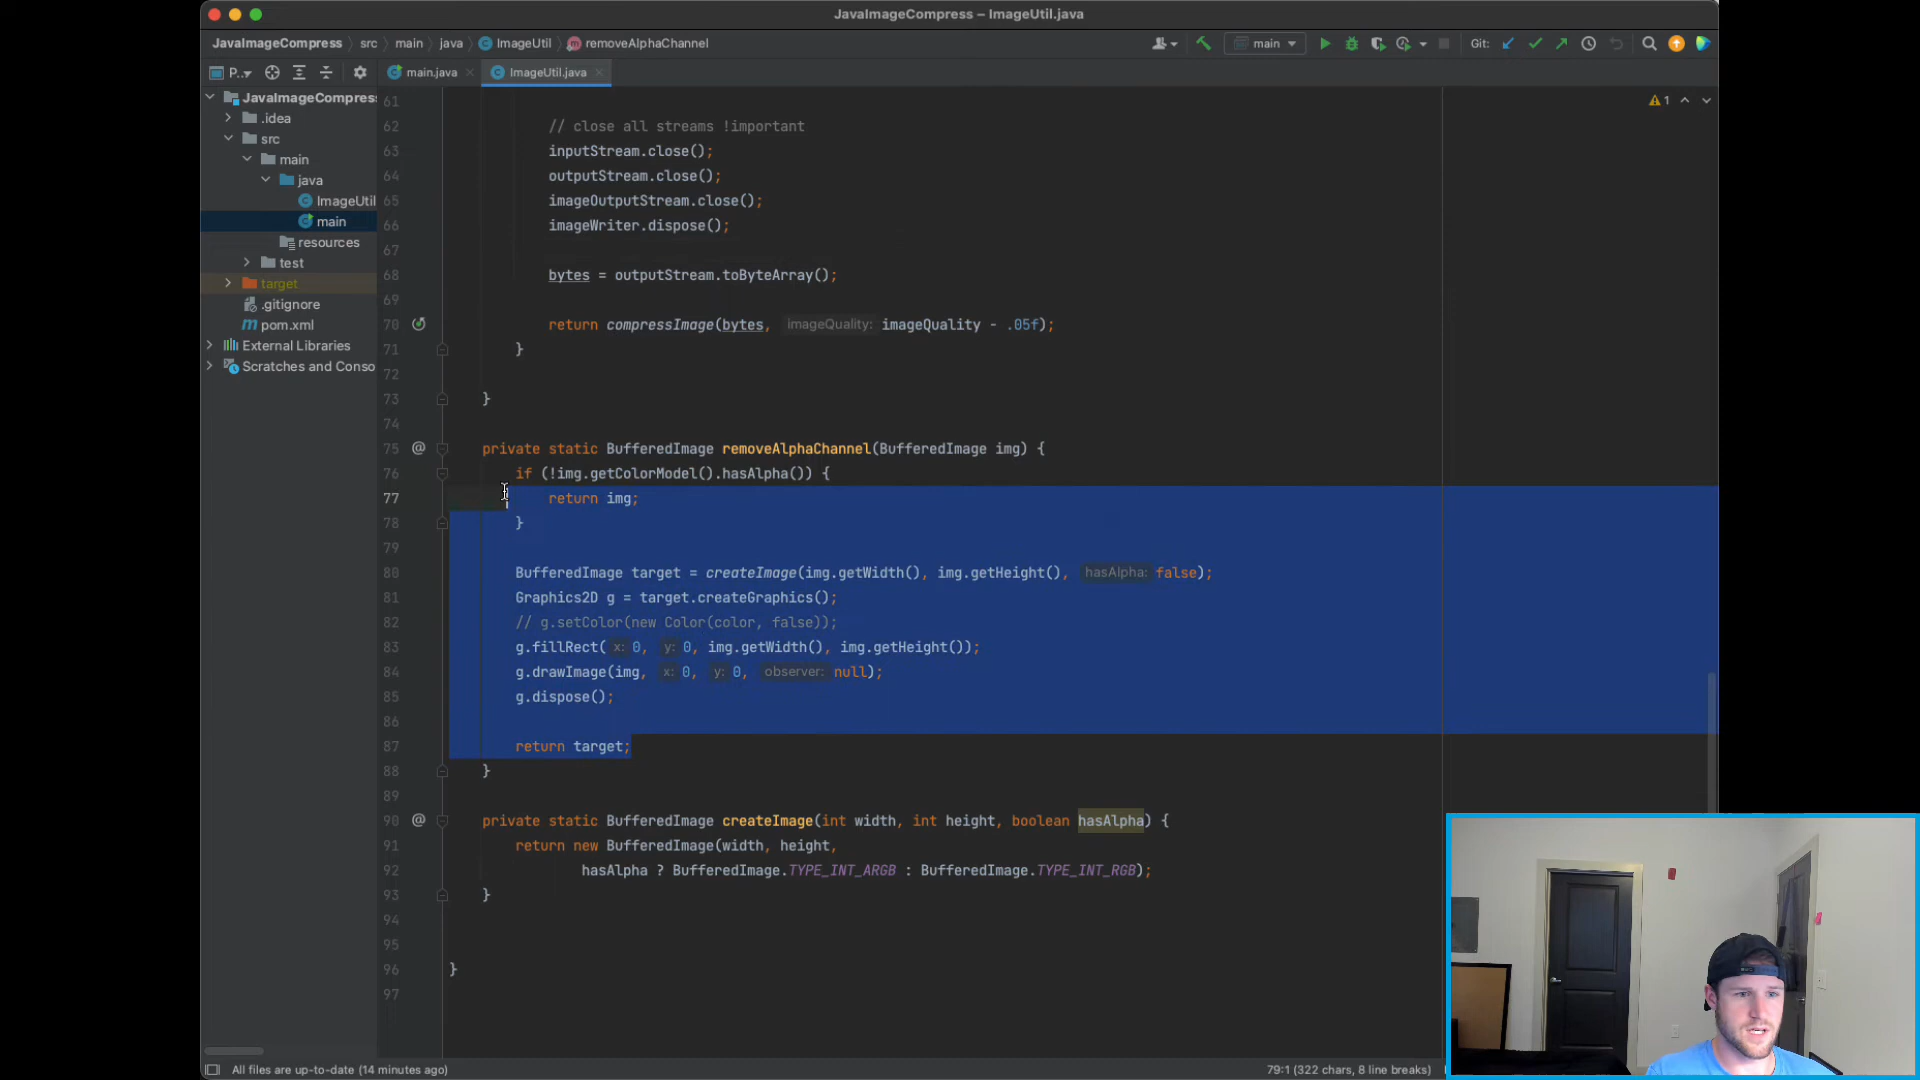 JavaImageCompress – ImageUtil.java
JavaImageCompress src main java ImageUtil removeAlphaChannel
main
Git:
P..
main.java
ImageUtil.java
JavaImageCompres
.idea
src
main
java
ImageUtil
main
resources
test
target
.gitignore
pom.xml
External Libraries
Scratches and Conso
1
61
62 // close all streams !important
63 inputStream.close();
64 outputStream.close();
65 imageOutputStream.close();
66 imageWriter.dispose();
67
68 bytes = outputStream.toByteArray();
69
70 return compressImage(bytes, imageQuality: imageQuality - .05f);
71 }
72
73 }
74
75 @ private static BufferedImage removeAlphaChannel(BufferedImage img) {
76 if (!img.getColorModel().hasAlpha()) {
77 return img;
78 }
79
80 BufferedImage target = createImage(img.getWidth(), img.getHeight(), hasAlpha: false);
81 Graphics2D g = target.createGraphics();
82 // g.setColor(new Color(color, false));
83 g.fillRect( x: 0, y: 0, img.getWidth(), img.getHeight());
84 g.drawImage(img, x: 0, y: 0, observer: null);
85 g.dispose();
86
87 return target;
88 }
89
90 @ private static BufferedImage createImage(int width, int height, boolean hasAlpha) {
91 return new BufferedImage(width, height,
92 hasAlpha ? BufferedImage.TYPE_INT_ARGB : BufferedImage.TYPE_INT_RGB);
93 }
94
95
96 }
97
All files are up-to-date (14 minutes ago)
79:1 (322 chars, 8 line breaks)